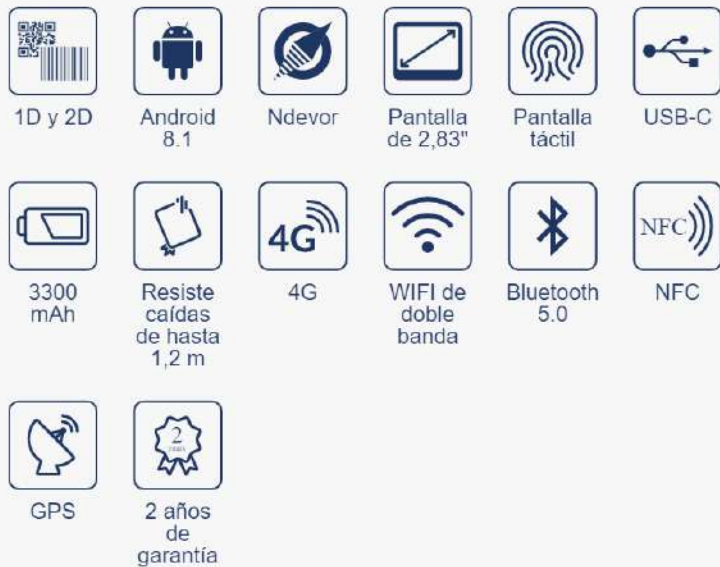 1D y 2D
Android
8.1
Ndevor
Pantalla
de 2,83"
Pantalla
táctil
USB-C
4G
NFC
3300
mAh
Resiste
caídas
de hasta
1,2 m
4G
WIFI de
doble
banda
Bluetooth
5.0
NFC
2
GPS
2 años
de
garantía